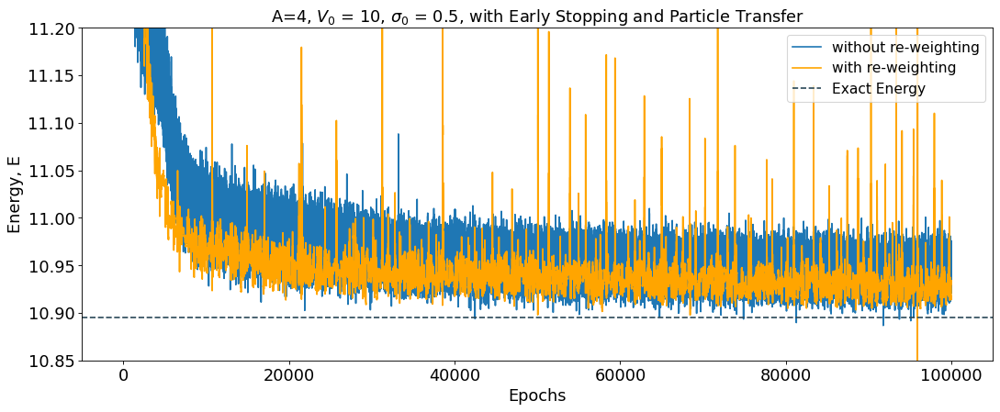 A=4, V₀ = 10, σ₀ = 0.5, with Early Stopping and Particle Transfer
11.20
11.15
11.10
11.05
11.00
10.95
10.90
10.85
Energy, E
without re-weighting
with re-weighting
Exact Energy
0
20000
40000
60000
80000
100000
Epochs